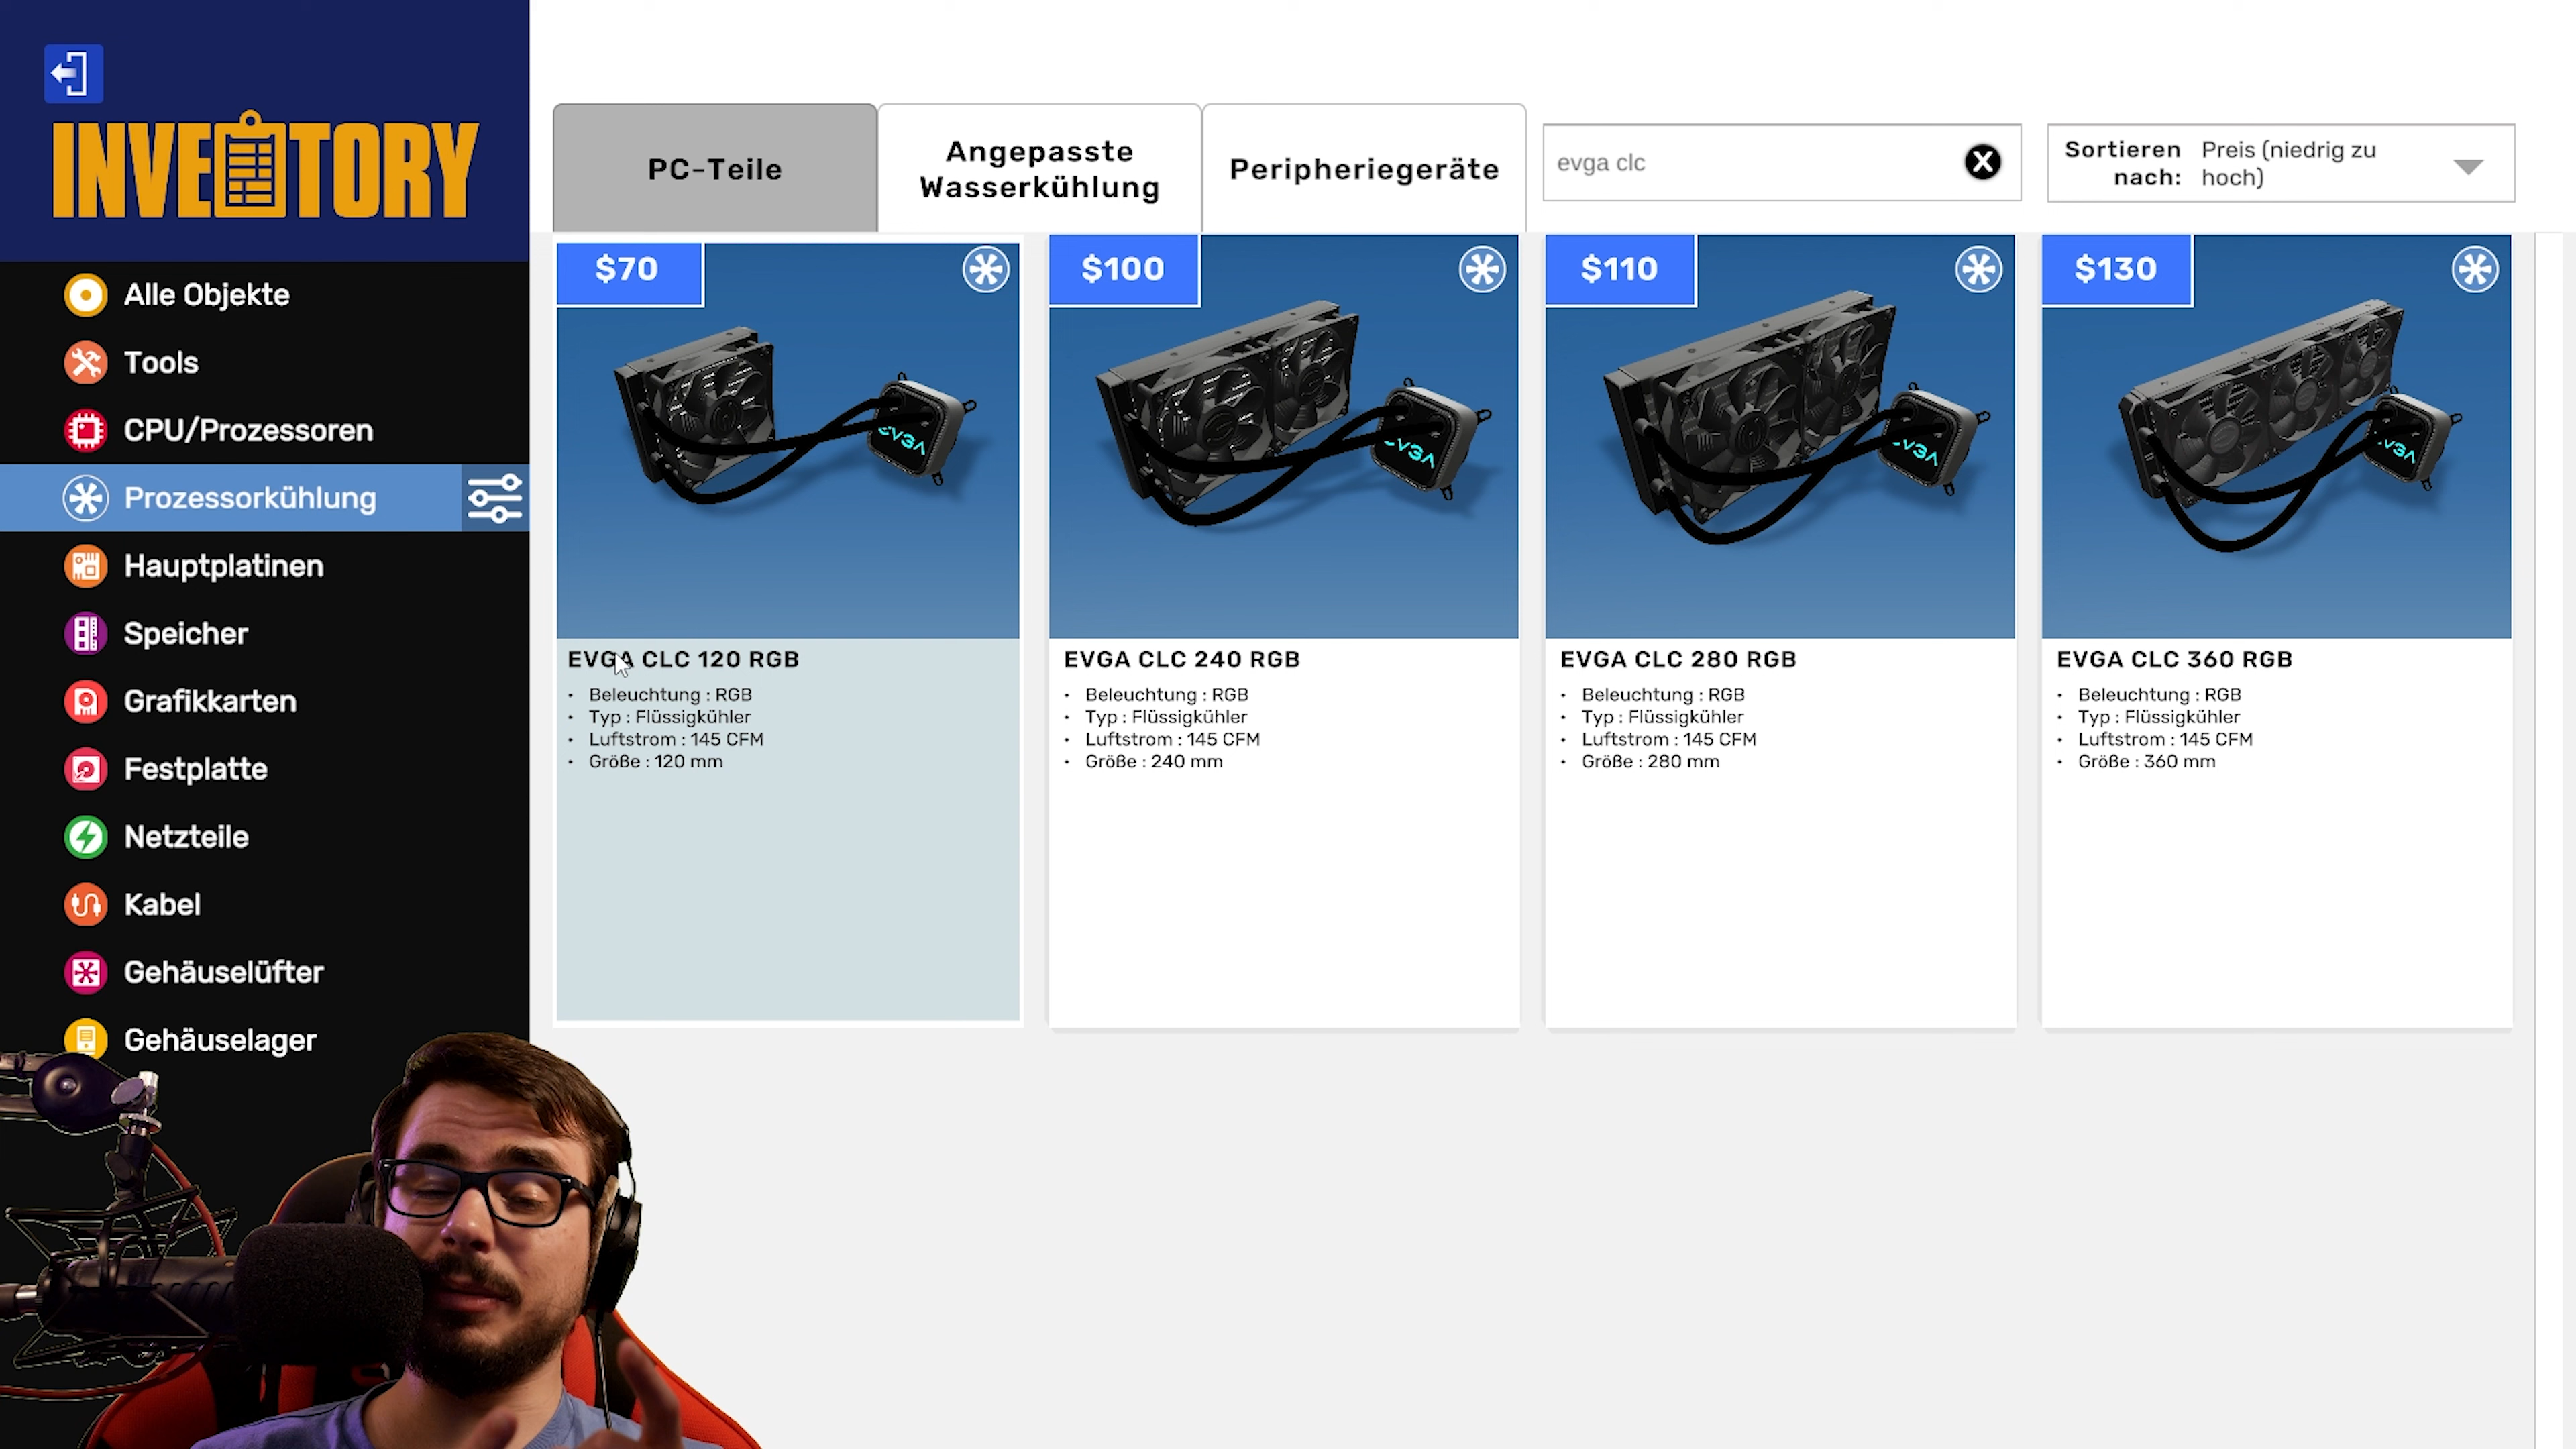 INVENTORY
Alle Objekte
Tools
CPU/Prozessoren
Prozessorkühlung
Hauptplatinen
Speicher
Grafikkarten
Festplatte
Netzteile
Kabel
Gehäuselüfter
Gehäuselager
PC-Teile
Angepasste
Wasserkühlung
Peripheriegeräte
evga clc
Sortieren
nach:
Preis (niedrig zu
hoch)
$70
EVGA
EVGA CLC 120 RGB
• Beleuchtung : RGB
• Typ : Flüssigkühler
• Luftstrom : 145 CFM
• Größe : 120 mm
$100
EVGA
EVGA CLC 240 RGB
• Beleuchtung : RGB
• Typ : Flüssigkühler
• Luftstrom : 145 CFM
• Größe : 240 mm
$110
EVGA
EVGA CLC 280 RGB
• Beleuchtung : RGB
• Typ : Flüssigkühler
• Luftstrom : 145 CFM
• Größe : 280 mm
$130
EVGA
EVGA CLC 360 RGB
• Beleuchtung : RGB
• Typ : Flüssigkühler
• Luftstrom : 145 CFM
• Größe : 360 mm